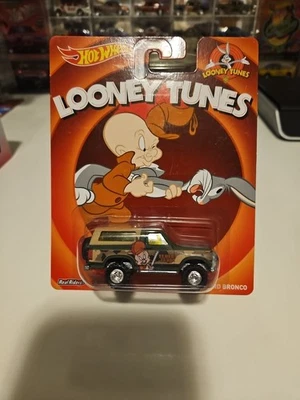 HOT WHEELS
LOONEY TUNES
LOONEY TUNES
Real Riders
BRONCO